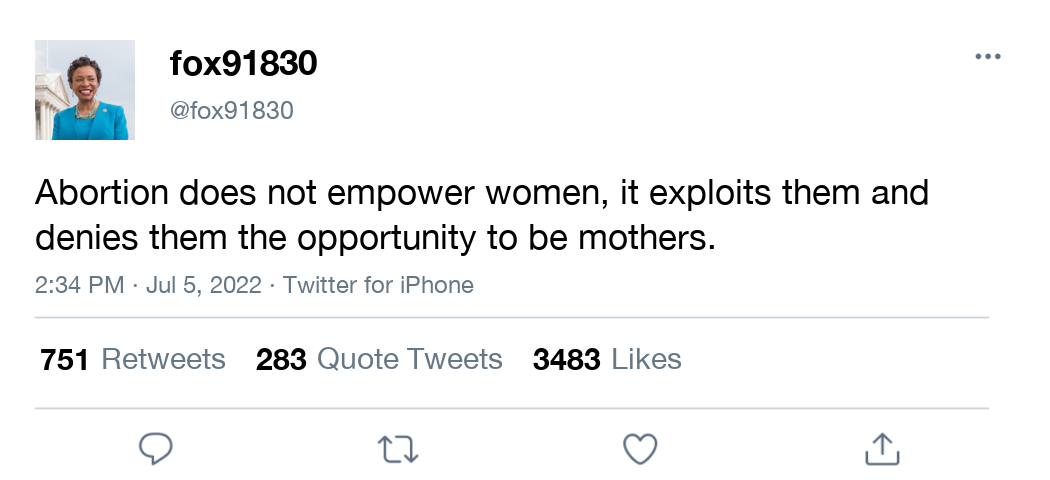 fox91830
@fox91830
Abortion does not empower women, it exploits them and
denies them the opportunity to be mothers.
2:34 PM · Jul 5, 2022 · Twitter for iPhone
751 Retweets 283 Quote Tweets 3483 Likes